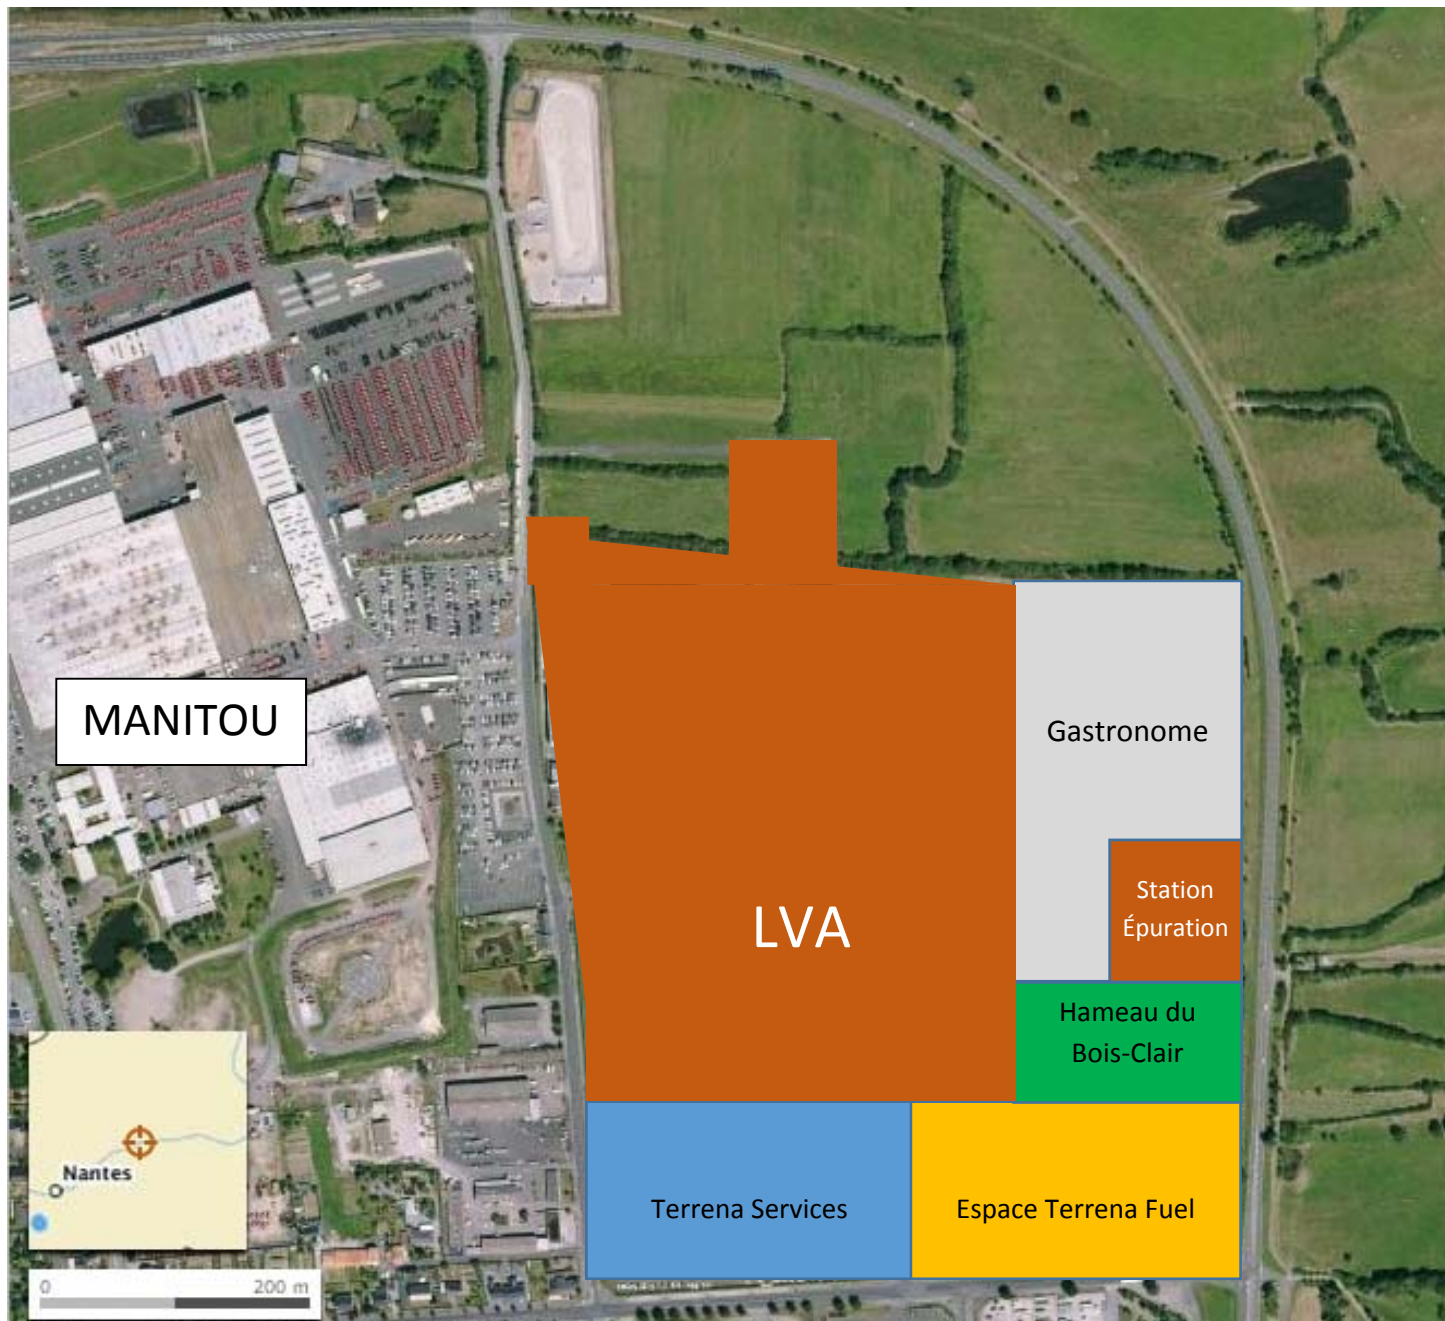 MANITOU
Gastronome
Station
Épuration
LVA
Hameau du
Bois-Clair
Nantes
Terrena Services
Espace Terrena Fuel
0
200 m